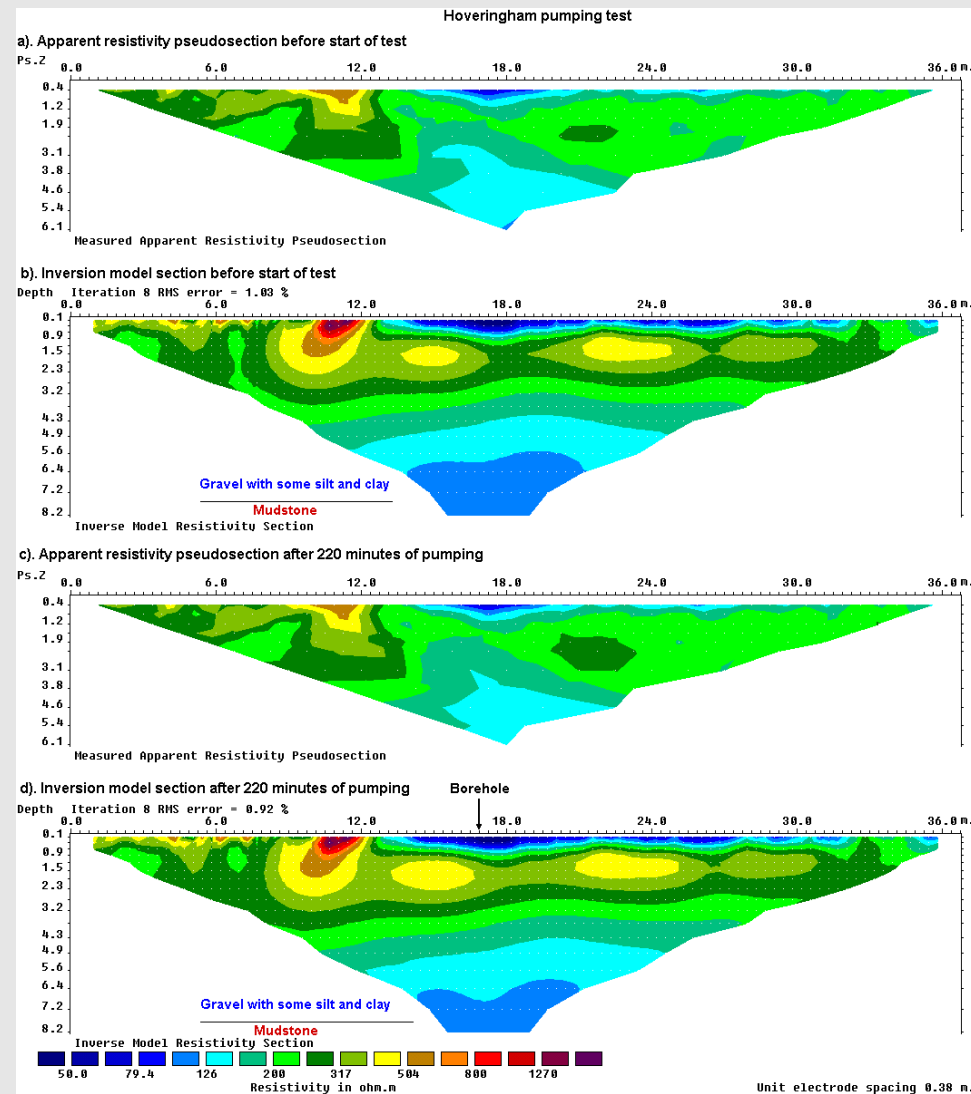 Hoveringham pumping test
a). Apparent resistivity pseudosection before start of test
Ps.Z 0.0 6.0 12.0 18.0 24.0 30.0 36.0 m.
0.4
1.2
1.9
3.1
3.8
4.6
5.4
6.1
Measured Apparent Resistivity Pseudosection
b). Inversion model section before start of test
Depth Iteration 8 RMS error = 1.03 %
0.0 6.0 12.0 18.0 24.0 30.0 36.0 m.
0.1
0.9
1.5
2.3
3.2
4.3
4.9
5.6
6.4
7.2
8.2
Gravel with some silt and clay
Mudstone
Inverse Model Resistivity Section
c). Apparent resistivity pseudosection after 220 minutes of pumping
Ps.Z 0.0 6.0 12.0 18.0 24.0 30.0 36.0 m.
0.4
1.2
1.9
3.1
3.8
4.6
5.4
6.1
Measured Apparent Resistivity Pseudosection
d). Inversion model section after 220 minutes of pumping Borehole
Depth Iteration 8 RMS error = 0.92 %
0.0 6.0 12.0 18.0 24.0 30.0 36.0 m.
0.1
0.9
1.5
2.3
3.2
4.3
4.9
5.6
6.4
7.2
8.2
Gravel with some silt and clay
Mudstone
Inverse Model Resistivity Section
50.0 79.4 126 200 317 504 800 1270
Resistivity in ohm.m Unit electrode spacing 0.38 m.